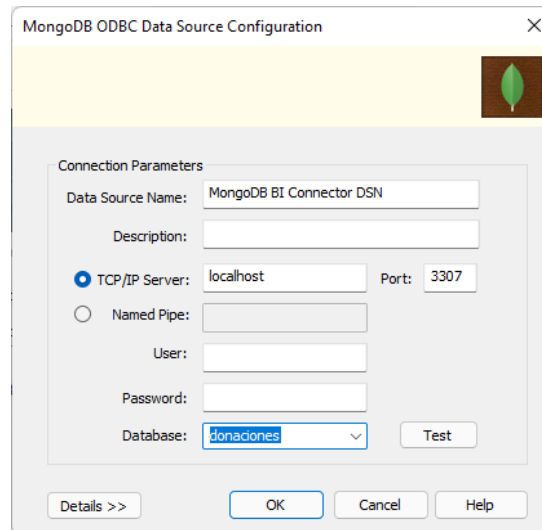 MongoDB ODBC Data Source Configuration
Connection Parameters
Data Source Name: MongoDB BI Connector DSN
Description:
TCP/IP Server: localhost Port: 3307
Named Pipe:
User:
Password:
Database: donaciones Test
Details >> OK Cancel Help